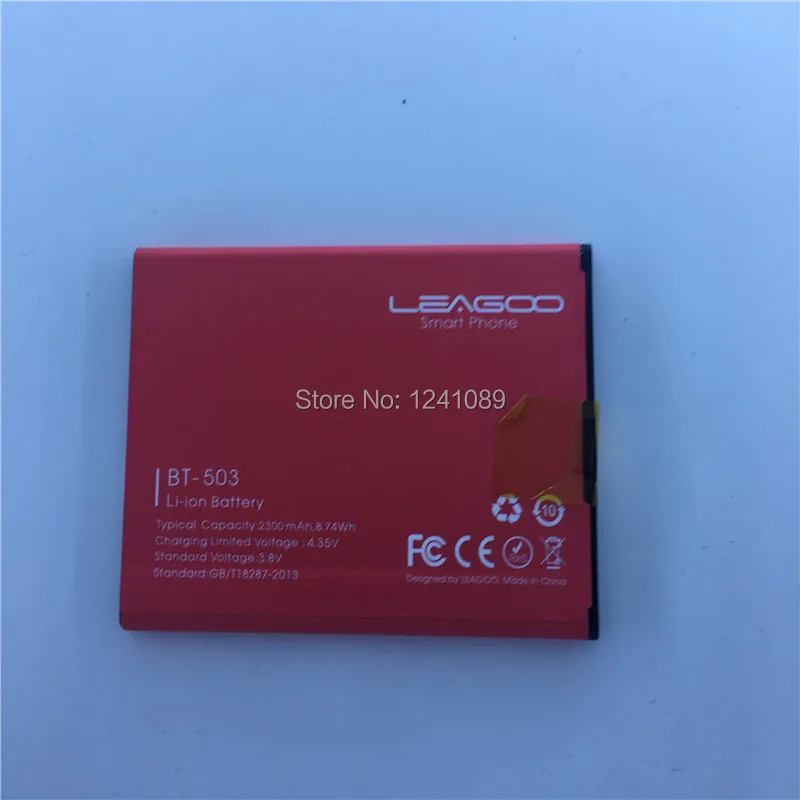 LEAGOO
Smart Phone
Store No: 1241089
BT-503
Li-ion Battery
Typical Capacity:2300mAh,8.74Wh
Charging Limited Voltage : 4.35V
Standard Voltage:3.8V
Standard:GB/T18287-2013
10
FC CE
Designed by LEAGOO, Made in China